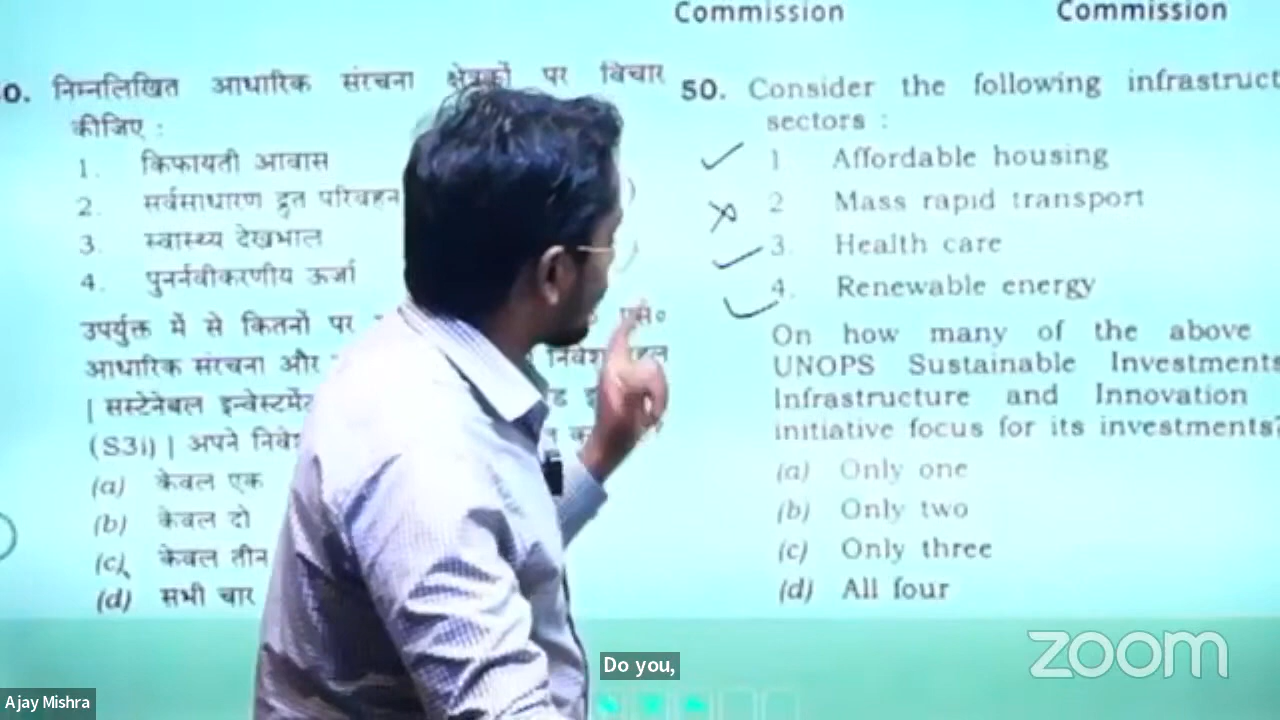 Commission Commission
निम्नलिखित आधारिक संरचना क्षेत्रकों पर विचार
कीजिए :
1. किफायती आवास
2. सर्वसाधारण द्रुत परिवहन
3. स्वास्थ्य देखभाल
4. पुनर्नवीकरणीय ऊर्जा
उपर्युक्त में से कितनों पर
आधारिक संरचना और
[ सस्टेनेबल
(S3i) ] अपने
(a) केवल एक
(b) केवल दो
(c) केवल तीन
(d) सभी चार
50. Consider the following
sectors :
1 Affordable housing
2 Mass rapid transport
3. Health care
4. Renewable energy
On how many of the above
UNOPS Sustainable Investments
Infrastructure and Innovation
initiative focus for its investments?
(a) Only one
(b) Only two
(c) Only three
(d) All four
zoom
Do you,
Ajay Mishra